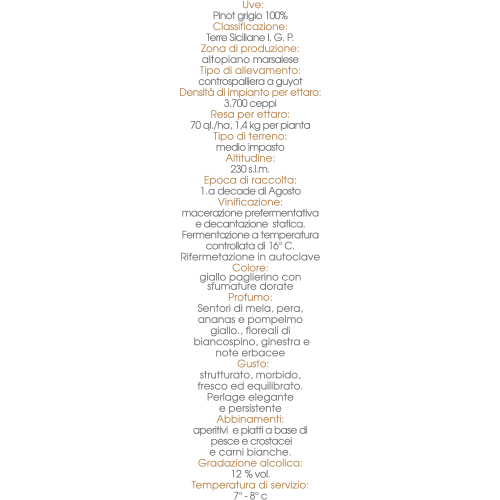 Uve:
Pinot grigio 100%
Classificazione:
Terre Siciliane I. G. P.
Zona di produzione:
altopiano marsalese
Tipo di allevamento:
controspalliera a guyot
Densità di impianto per ettaro:
3.700 ceppi
Resa per ettaro:
70 ql./ha, 1,4 kg per pianta
Tipo di terreno:
medio impasto
Altitudine:
230 s.l.m.
Epoca di raccolta:
1.a decade di Agosto
Vinificazione:
macerazione prefermentativa
e decantazione statica.
Fermentazione a temperatura
controllata di 16° C.
Rifermetazione in autoclave
Colore:
giallo paglierino con
sfumature dorate
Profumo:
Sentori di mela, pera,
ananas e pompelmo
giallo., floreali di
biancospino, ginestra e
note erbacee
Gusto:
strutturato, morbido,
fresco ed equilibrato.
Perlage elegante
e persistente
Abbinamenti:
aperitivi e piatti a base di
pesce e crostacei
e carni bianche.
Gradazione alcolica:
12 % vol.
Temperatura di servizio:
7° - 8° c